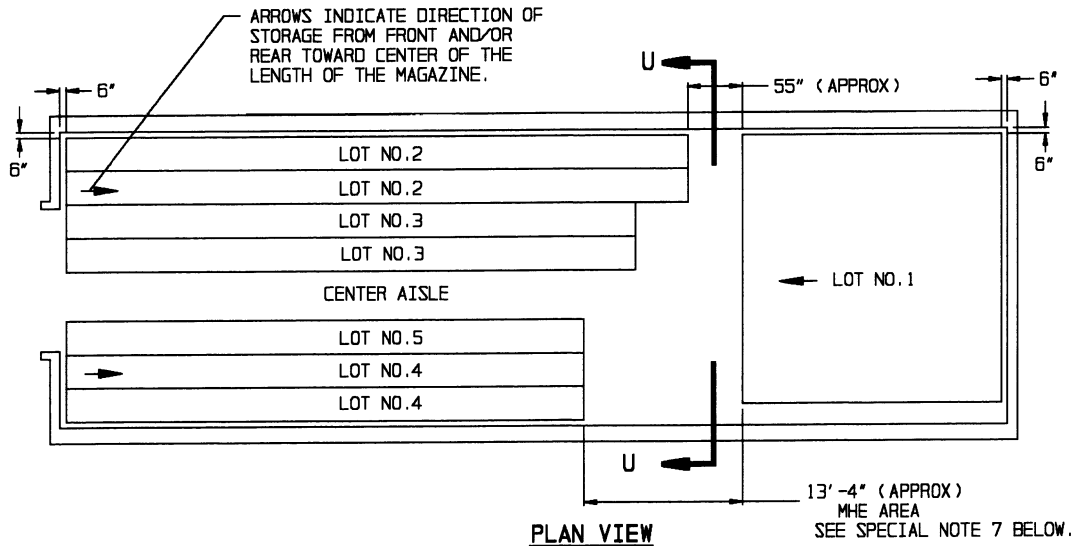 ARROWS INDICATE DIRECTION OF
STORAGE FROM FRONT AND/OR
REAR TOWARD CENTER OF THE
LENGTH OF THE MAGAZINE.
6"
U
55" (APPROX)
6"
6"
6"
LOT NO.2
LOT NO.2
LOT NO.3
LOT NO.3
LOT NO.1
CENTER AISLE
LOT NO.5
LOT NO.4
LOT NO.4
U
13'-4" (APPROX)
MHE AREA
SEE SPECIAL NOTE 7 BELOW.
PLAN VIEW